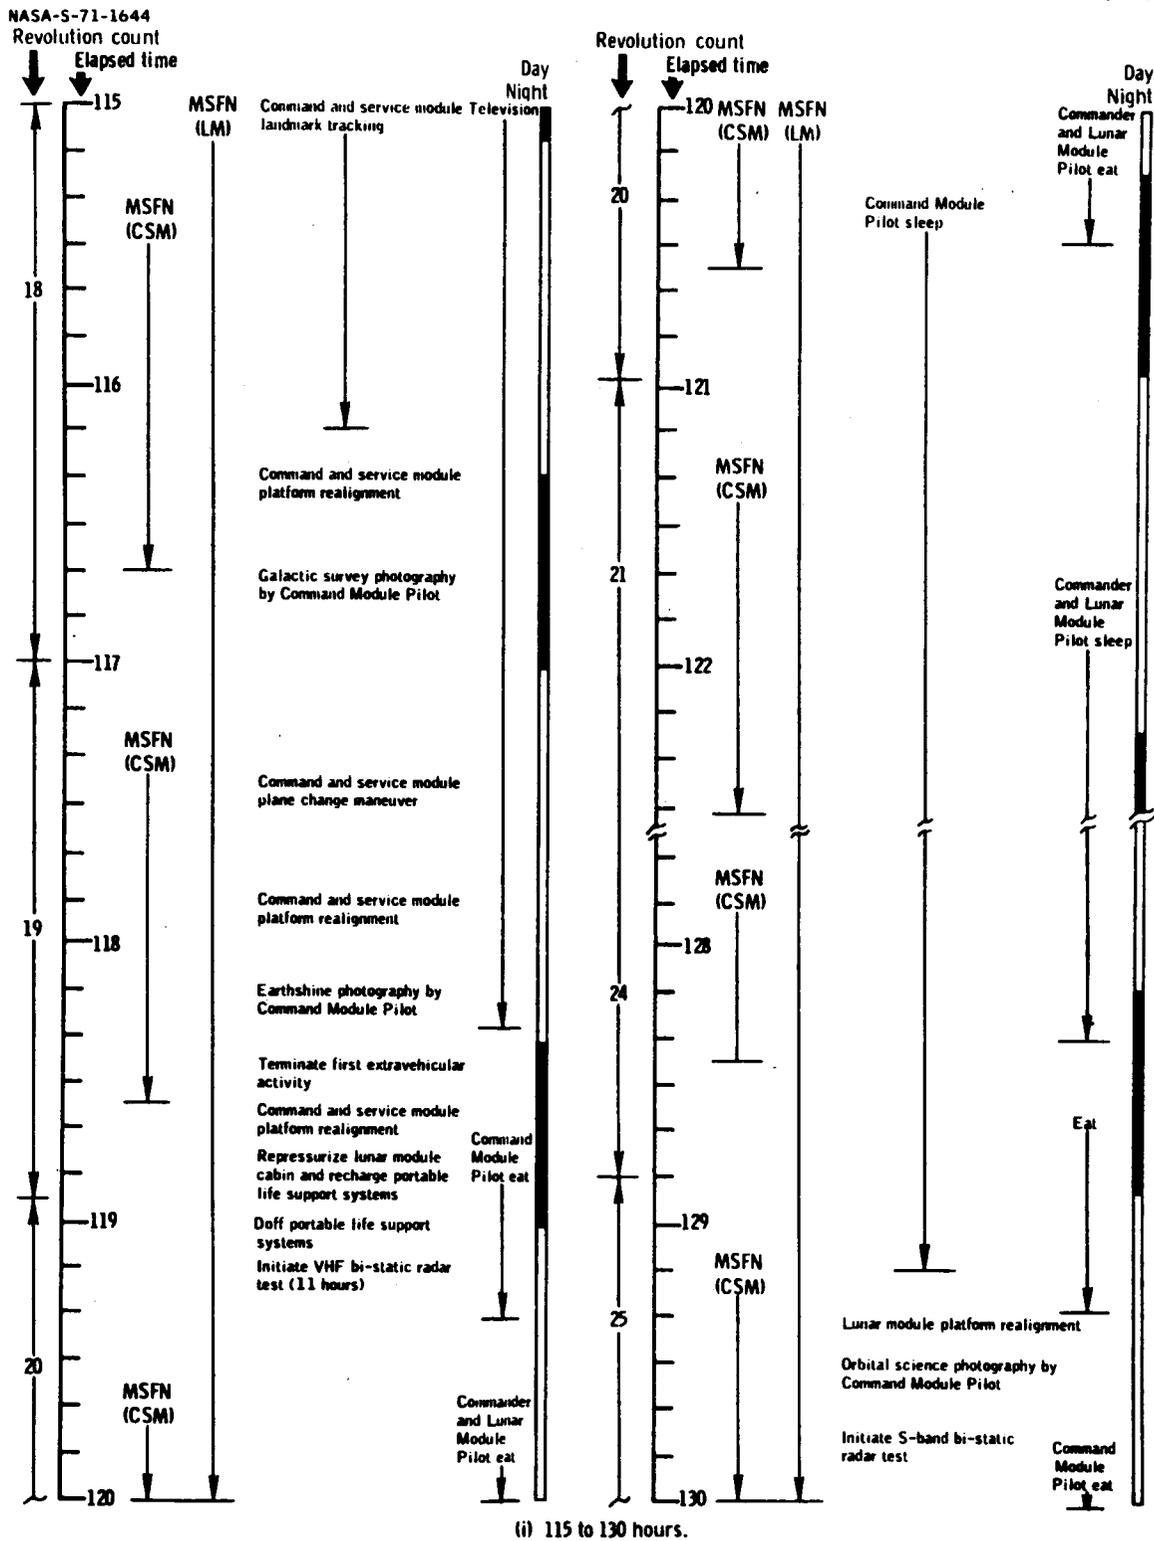 NASA-S-71-1644
Revolution count
Elapsed time
Day
Night
115
MSFN
(LM)
Command and service module
landmark tracking
Television
MSFN
(CSM)
18
116
Command and service module
platform realignment
Galactic survey photography
by Command Module Pilot
117
MSFN
(CSM)
Command and service module
plane change maneuver
Command and service module
platform realignment
19
118
Earthshine photography by
Command Module Pilot
Terminate first extravehicular
activity
Command and service module
platform realignment
Command
Module
Pilot eat
Repressurize lunar module
cabin and recharge portable
life support systems
119
Doff portable life support
systems
Initiate VHF bi-static radar
test (11 hours)
20
MSFN
(CSM)
Commander
and Lunar
Module
Pilot eat
120
Revolution count
Elapsed time
Day
Night
120
MSFN
(CSM)
MSFN
(LM)
Commander
and Lunar
Module
Pilot eat
20
Command Module
Pilot sleep
121
MSFN
(CSM)
21
Commander
and Lunar
Module
Pilot sleep
122
MSFN
(CSM)
128
24
Eat
129
MSFN
(CSM)
25
Lunar module platform realignment
Orbital science photography by
Command Module Pilot
Initiate S-band bi-static
radar test
Command
Module
Pilot eat
130
(i) 115 to 130 hours.